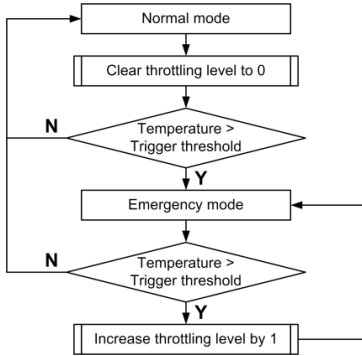 Normal mode
Clear throttling level to 0
Temperature >
Trigger threshold
N
Y
Emergency mode
Temperature >
Trigger threshold
N
Y
Increase throttling level by 1